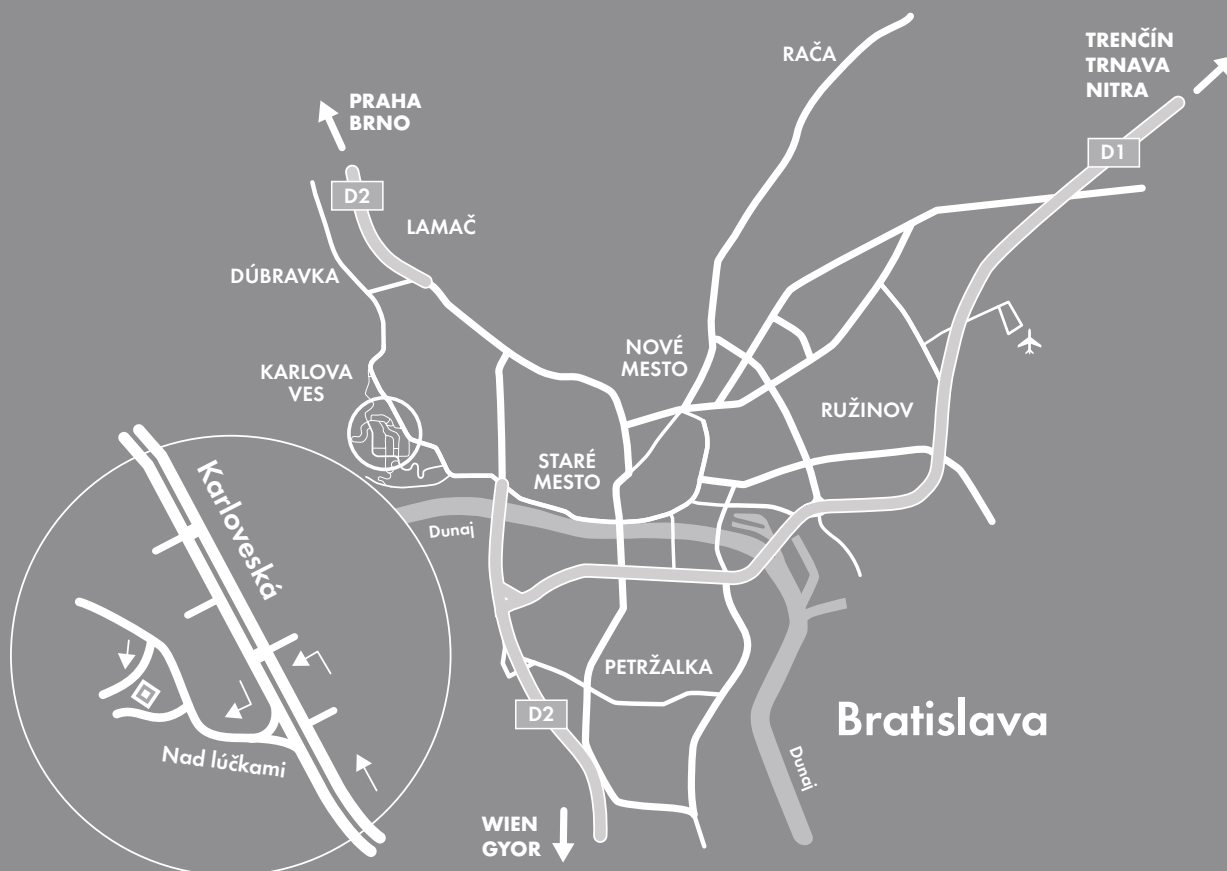 RAČA
TRENČÍN
TRNAVA
NITRA
PRAHA
BRNO
D1
D2
LAMAČ
DÚBRAVKA
NOVÉ
MESTO
KARLOVA
VES
RUŽINOV
STARÉ
MESTO
Karloveská
Dunaj
PETRŽALKA
D2
Bratislava
Nad lúčkami
Dunaj
WIEN
GYOR